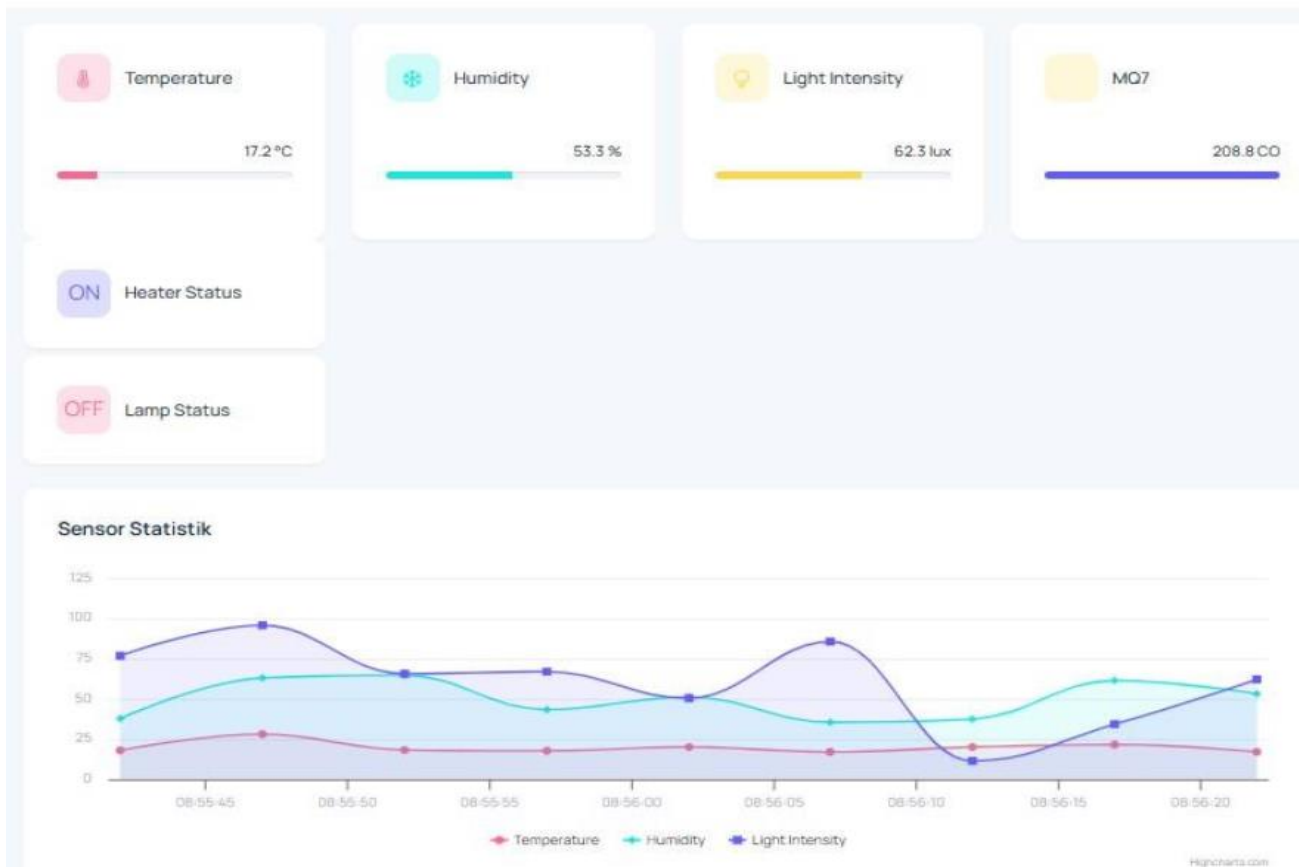 Temperature
Humidity
Light Intensity
MQ7
17.2 °C
53.3 %
62.3 lux
208.8 CO
ON Heater Status
OFF Lamp Status
Sensor Statistik
125
100
75
50
25
0
08:55:45 08:55:50 08:55:55 08:56:00 08:56:05 08:56:10 08:56:15 08:56:20
Temperature Humidity Light Intensity
Highcharts.com